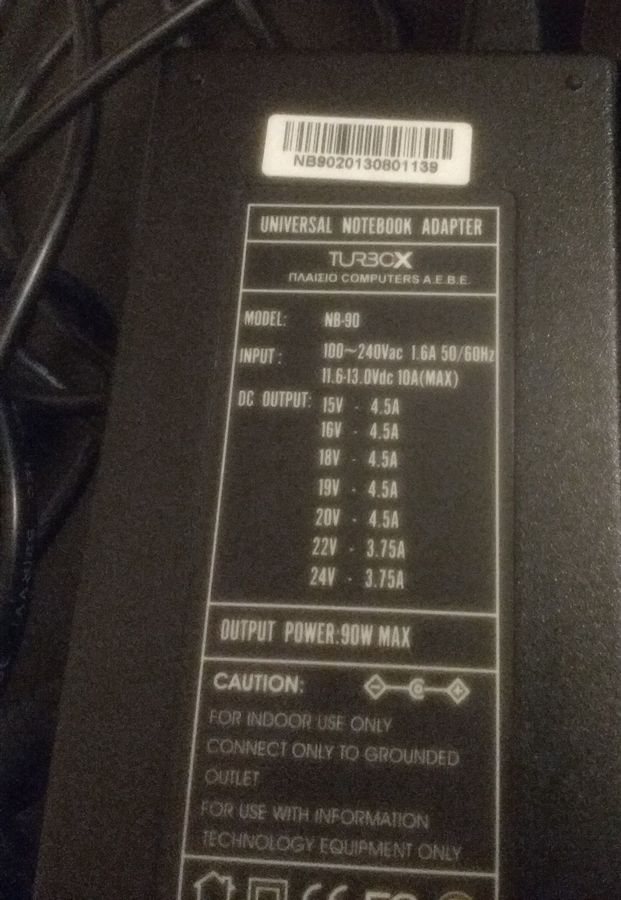 NB9020130801139
UNIVERSAL NOTEBOOK ADAPTER
TURBOX
ΠΛΑΙΣΙΟ COMPUTERS A.E.B.E.
MODEL: NB-90
INPUT: 100~240Vac 1.6A 50/60Hz
11.6-13.0Vdc 10A(MAX)
DC OUTPUT: 15V - 4.5A
16V - 4.5A
18V - 4.5A
19V - 4.5A
20V - 4.5A
22V - 3.75A
24V - 3.75A
OUTPUT POWER:90W MAX
CAUTION:
FOR INDOOR USE ONLY
CONNECT ONLY TO GROUNDED
OUTLET
FOR USE WITH INFORMATION
TECHNOLOGY EQUIPMENT ONLY